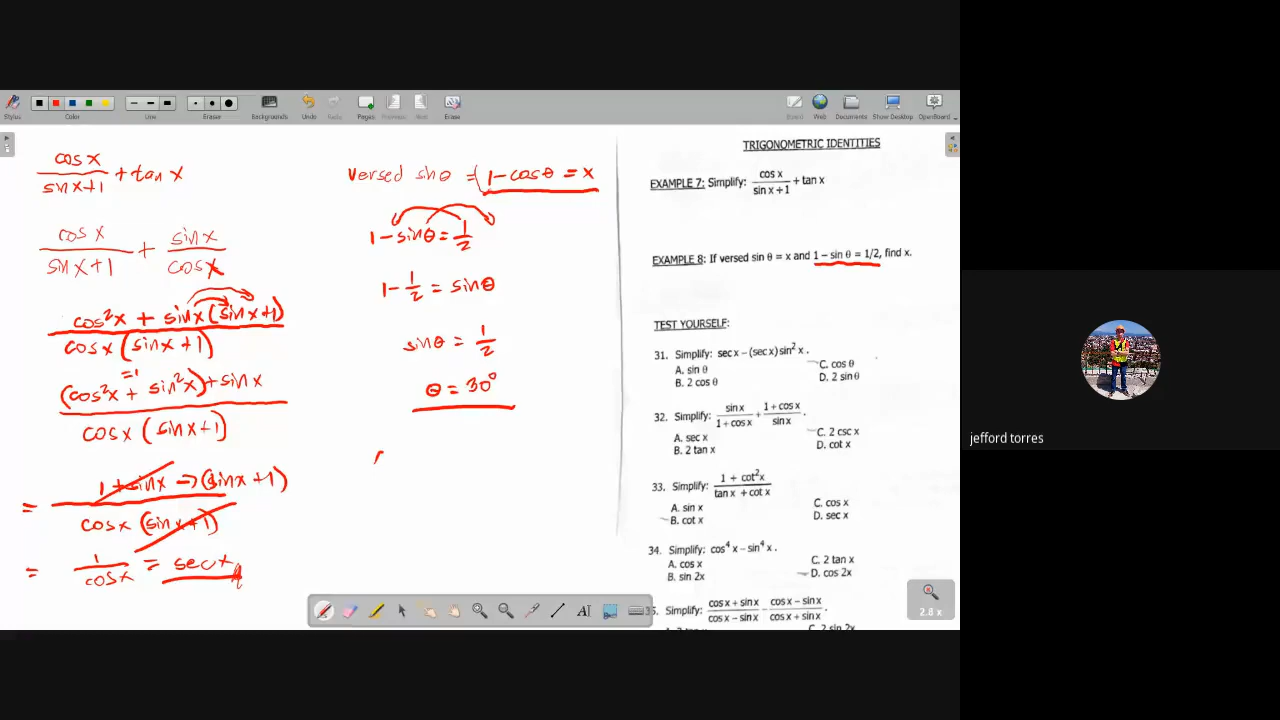 Stylus
Color
Line
Eraser
Backgrounds
Undo
Redo
Pages
Previous
Next
Erase
Board
Web
Documents
Show Desktop
OpenBoard
cos x / sin x + 1 + tan x
cos x / sin x + 1 + sin x / cos x
cos²x + sin x (sin x + 1)
cos x (sin x + 1)
=1
(cos²x + sin²x) + sin x
cos x (sin x + 1)
= 1 + sin x → (sin x + 1)
cos x (sin x + 1)
= 1 / cos x = sec x
versed sin θ = 1 - cos θ = x
1 - sin θ = 1/2
1 - 1/2 = sin θ
sin θ = 1/2
θ = 30°
TRIGONOMETRIC IDENTITIES
EXAMPLE 7: Simplify: cos x / sin x + 1 + tan x
EXAMPLE 8: If versed sin θ = x and 1 – sin θ = 1/2, find x.
TEST YOURSELF:
31. Simplify: sec x – (sec x) sin² x .
A. sin θ
C. cos θ
B. 2 cos θ
D. 2 sin θ
32. Simplify: sin x / 1 + cos x + 1 + cos x / sin x .
A. sec x
C. 2 csc x
B. 2 tan x
D. cot x
33. Simplify: 1 + cot²x / tan x + cot x
A. sin x
C. cos x
B. cot x
D. sec x
34. Simplify: cos⁴ x – sin⁴ x .
A. cos x
C. 2 tan x
B. sin 2x
D. cos 2x
35. Simplify: cos x + sin x / cos x – sin x – cos x – sin x / cos x + sin x .
C. 2 sin 2x
2.8 x
jefford torres